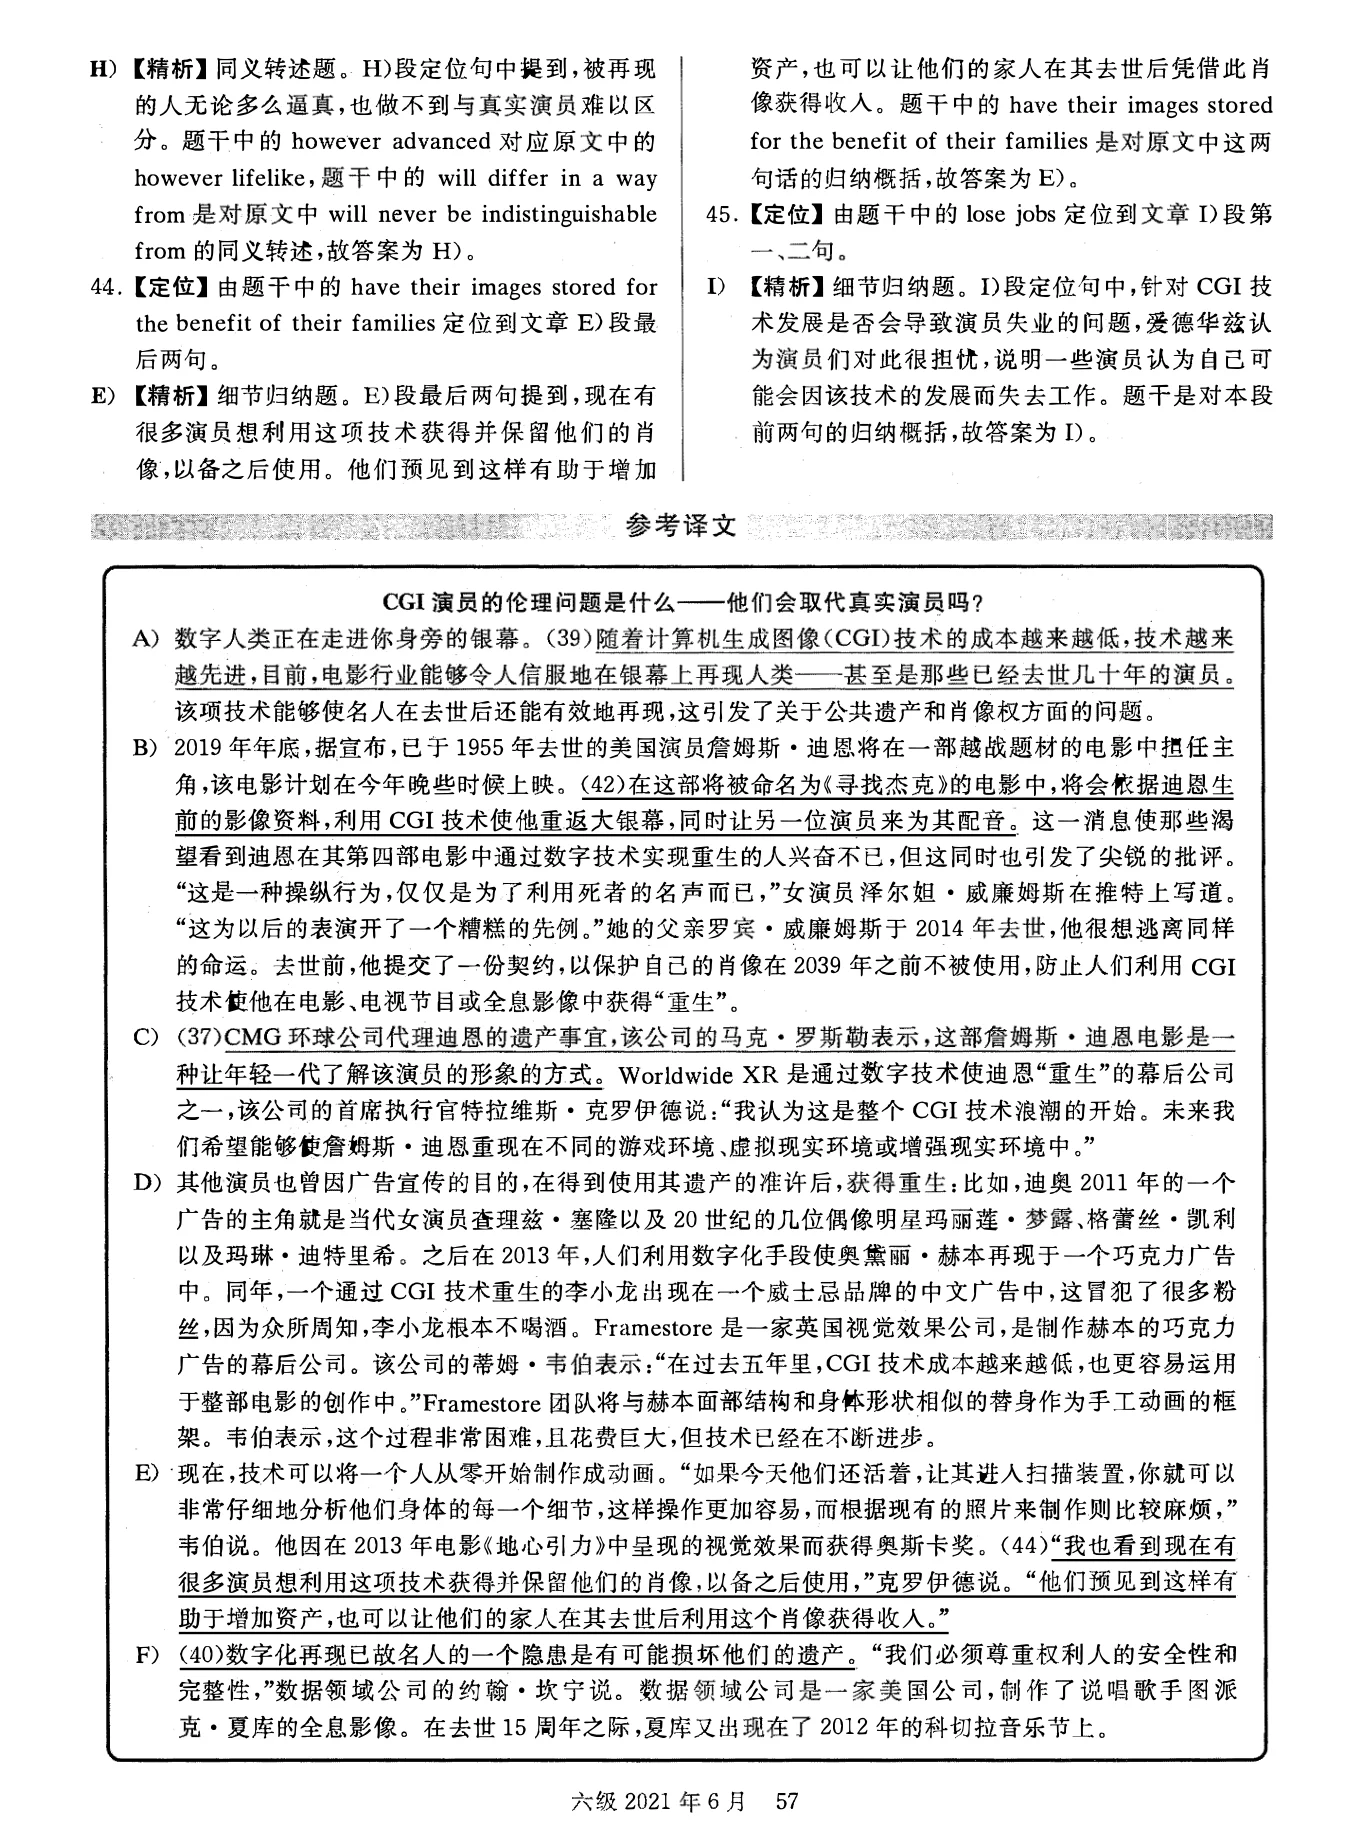 H) 【精析】同义转述题。H)段定位句中提到,被再现
的人无论多么逼真,也做不到与真实演员难以区
分。题干中的 however advanced 对应原文中的
however lifelike,题干中的 will differ in a way
from 是对原文中 will never be indistinguishable
from 的同义转述,故答案为 H)。
44. 【定位】由题干中的 have their images stored for
the benefit of their families 定位到文章 E)段最
后两句。
E) 【精析】细节归纳题。E)段最后两句提到,现在有
很多演员想利用这项技术获得并保留他们的肖
像,以备之后使用。他们预见到这样有助于增加
资产,也可以让他们的家人在其去世后凭借此肖
像获得收入。题干中的 have their images stored
for the benefit of their families 是对原文中这两
句话的归纳概括,故答案为 E)。
45. 【定位】由题干中的 lose jobs 定位到文章 I)段第
一、二句。
I) 【精析】细节归纳题。I)段定位句中,针对 CGI 技
术发展是否会导致演员失业的问题,爱德华兹认
为演员们对此很担忧,说明一些演员认为自己可
能会因该技术的发展而失去工作。题干是对本段
前两句的归纳概括,故答案为 I)。
参考译文
CGI 演员的伦理问题是什么——他们会取代真实演员吗?
A) 数字人类正在走进你身旁的银幕。(39)随着计算机生成图像(CGI)技术的成本越来越低,技术越来
越先进,目前,电影行业能够令人信服地在银幕上再现人类——甚至是那些已经去世几十年的演员。
该项技术能够使名人在去世后还能有效地再现,这引发了关于公共遗产和肖像权方面的问题。
B) 2019 年年底,据宣布,已于 1955 年去世的美国演员詹姆斯·迪恩将在一部越战题材的电影中担任主
角,该电影计划在今年晚些时候上映。(42)在这部将被命名为《寻找杰克》的电影中,将会依据迪恩生
前的影像资料,利用 CGI 技术使他重返大银幕,同时让另一位演员来为其配音。这一消息使那些渴
望看到迪恩在其第四部电影中通过数字技术实现重生的人兴奋不已,但这同时也引发了尖锐的批评。
“这是一种操纵行为,仅仅是为了利用死者的名声而已,”女演员泽尔妲·威廉姆斯在推特上写道。
“这为以后的表演开了一个糟糕的先例。”她的父亲罗宾·威廉姆斯于 2014 年去世,他很想逃离同样
的命运。去世前,他提交了一份契约,以保护自己的肖像在 2039 年之前不被使用,防止人们利用 CGI
技术使他在电影、电视节目或全息影像中获得“重生”。
C) (37)CMG 环球公司代理迪恩的遗产事宜,该公司的马克·罗斯勒表示,这部詹姆斯·迪恩电影是一
种让年轻一代了解该演员的形象的方式。Worldwide XR 是通过数字技术使迪恩“重生”的幕后公司
之一,该公司的首席执行官特拉维斯·克罗伊德说:“我认为这是整个 CGI 技术浪潮的开始。未来我
们希望能够使詹姆斯·迪恩重现在不同的游戏环境、虚拟现实环境或增强现实环境中。”
D) 其他演员也曾因广告宣传的目的,在得到使用其遗产的准许后,获得重生:比如,迪奥 2011 年的一个
广告的主角就是当代女演员查理兹·塞隆以及 20 世纪的几位偶像明星玛丽莲·梦露、格蕾丝·凯利
以及玛琳·迪特里希。之后在 2013 年,人们利用数字化手段使奥黛丽·赫本再现于一个巧克力广告
中。同年,一个通过 CGI 技术重生的李小龙出现在一个威士忌品牌的中文广告中,这冒犯了很多粉
丝,因为众所周知,李小龙根本不喝酒。Framestore 是一家英国视觉效果公司,是制作赫本的巧克力
广告的幕后公司。该公司的蒂姆·韦伯表示:“在过去五年里,CGI 技术成本越来越低,也更容易运用
于整部电影的创作中。”Framestore 团队将与赫本面部结构和身体形状相似的替身作为手工动画的框
架。韦伯表示,这个过程非常困难,且花费巨大,但技术已经在不断进步。
E) 现在,技术可以将一个人从零开始制作成动画。“如果今天他们还活着,让其进入扫描装置,你就可以
非常仔细地分析他们身体的每一个细节,这样操作更加容易,而根据现有的照片来制作则比较麻烦,”
韦伯说。他因在 2013 年电影《地心引力》中呈现的视觉效果而获得奥斯卡奖。(44)“我也看到现在有
很多演员想利用这项技术获得并保留他们的肖像,以备之后使用,”克罗伊德说。“他们预见到这样有
助于增加资产,也可以让他们的家人在其去世后利用这个肖像获得收入。”
F) (40)数字化再现已故名人的一个隐患是有可能损坏他们的遗产。“我们必须尊重权利人的安全性和
完整性,”数据领域公司的约翰·坎宁说。数据领域公司是一家美国公司,制作了说唱歌手图派
克·夏库的全息影像。在去世 15 周年之际,夏库又出现在了 2012 年的科切拉音乐节上。
六级 2021 年 6 月 57